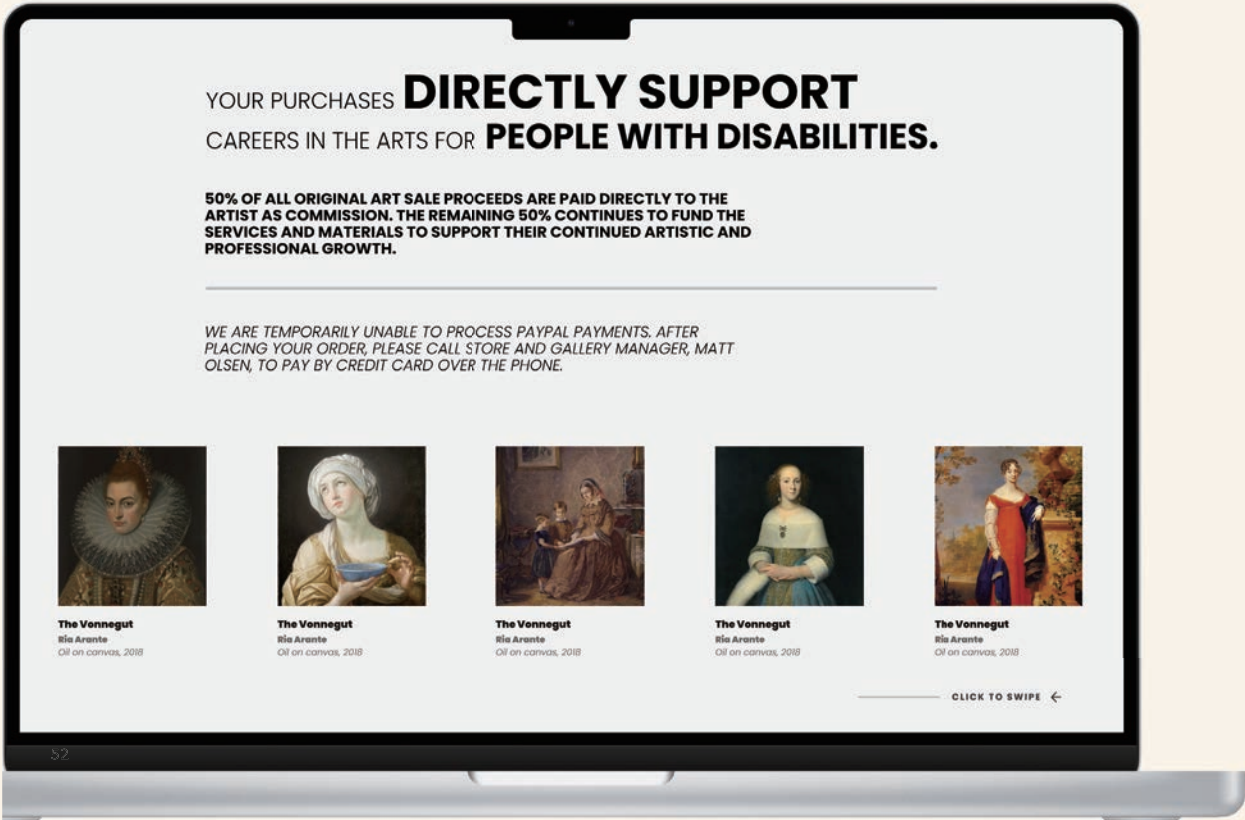 YOUR PURCHASES DIRECTLY SUPPORT
CAREERS IN THE ARTS FOR PEOPLE WITH DISABILITIES.
50% OF ALL ORIGINAL ART SALE PROCEEDS ARE PAID DIRECTLY TO THE
ARTIST AS COMMISSION. THE REMAINING 50% CONTINUES TO FUND THE
SERVICES AND MATERIALS TO SUPPORT THEIR CONTINUED ARTISTIC AND
PROFESSIONAL GROWTH.
WE ARE TEMPORARILY UNABLE TO PROCESS PAYPAL PAYMENTS. AFTER
PLACING YOUR ORDER, PLEASE CALL STORE AND GALLERY MANAGER, MATT
OLSEN, TO PAY BY CREDIT CARD OVER THE PHONE.
The Vonnegut
Ria Arante
Oil on canvas, 2018
The Vonnegut
Ria Arante
Oil on canvas, 2018
The Vonnegut
Ria Arante
Oil on canvas, 2018
The Vonnegut
Ria Arante
Oil on canvas, 2018
The Vonnegut
Ria Arante
Oil on canvas, 2018
CLICK TO SWIPE
52